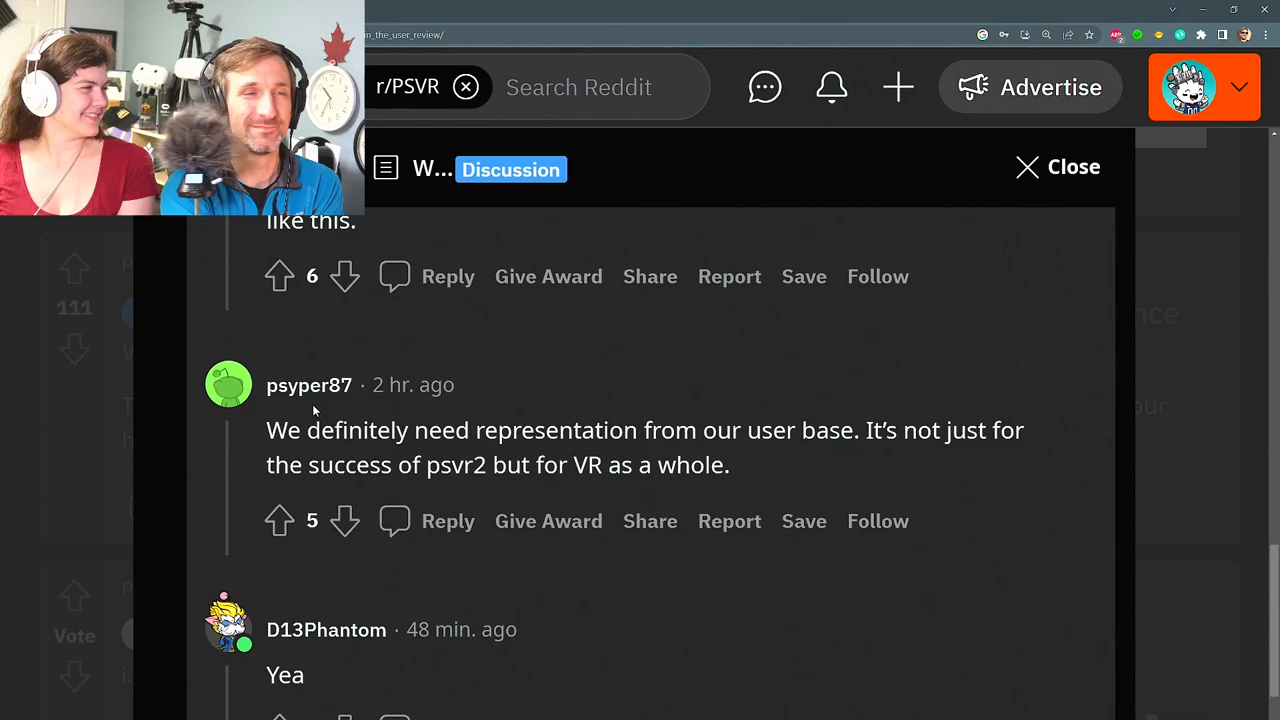 in_the_user_review/
r/PSVR
Search Reddit
Advertise
W...
Discussion
Close
like this.
6
Reply
Give Award
Share
Report
Save
Follow
111
psyper87 · 2 hr. ago
We definitely need representation from our user base. It’s not just for
the success of psvr2 but for VR as a whole.
5
Reply
Give Award
Share
Report
Save
Follow
D13Phantom · 48 min. ago
Vote
Yea